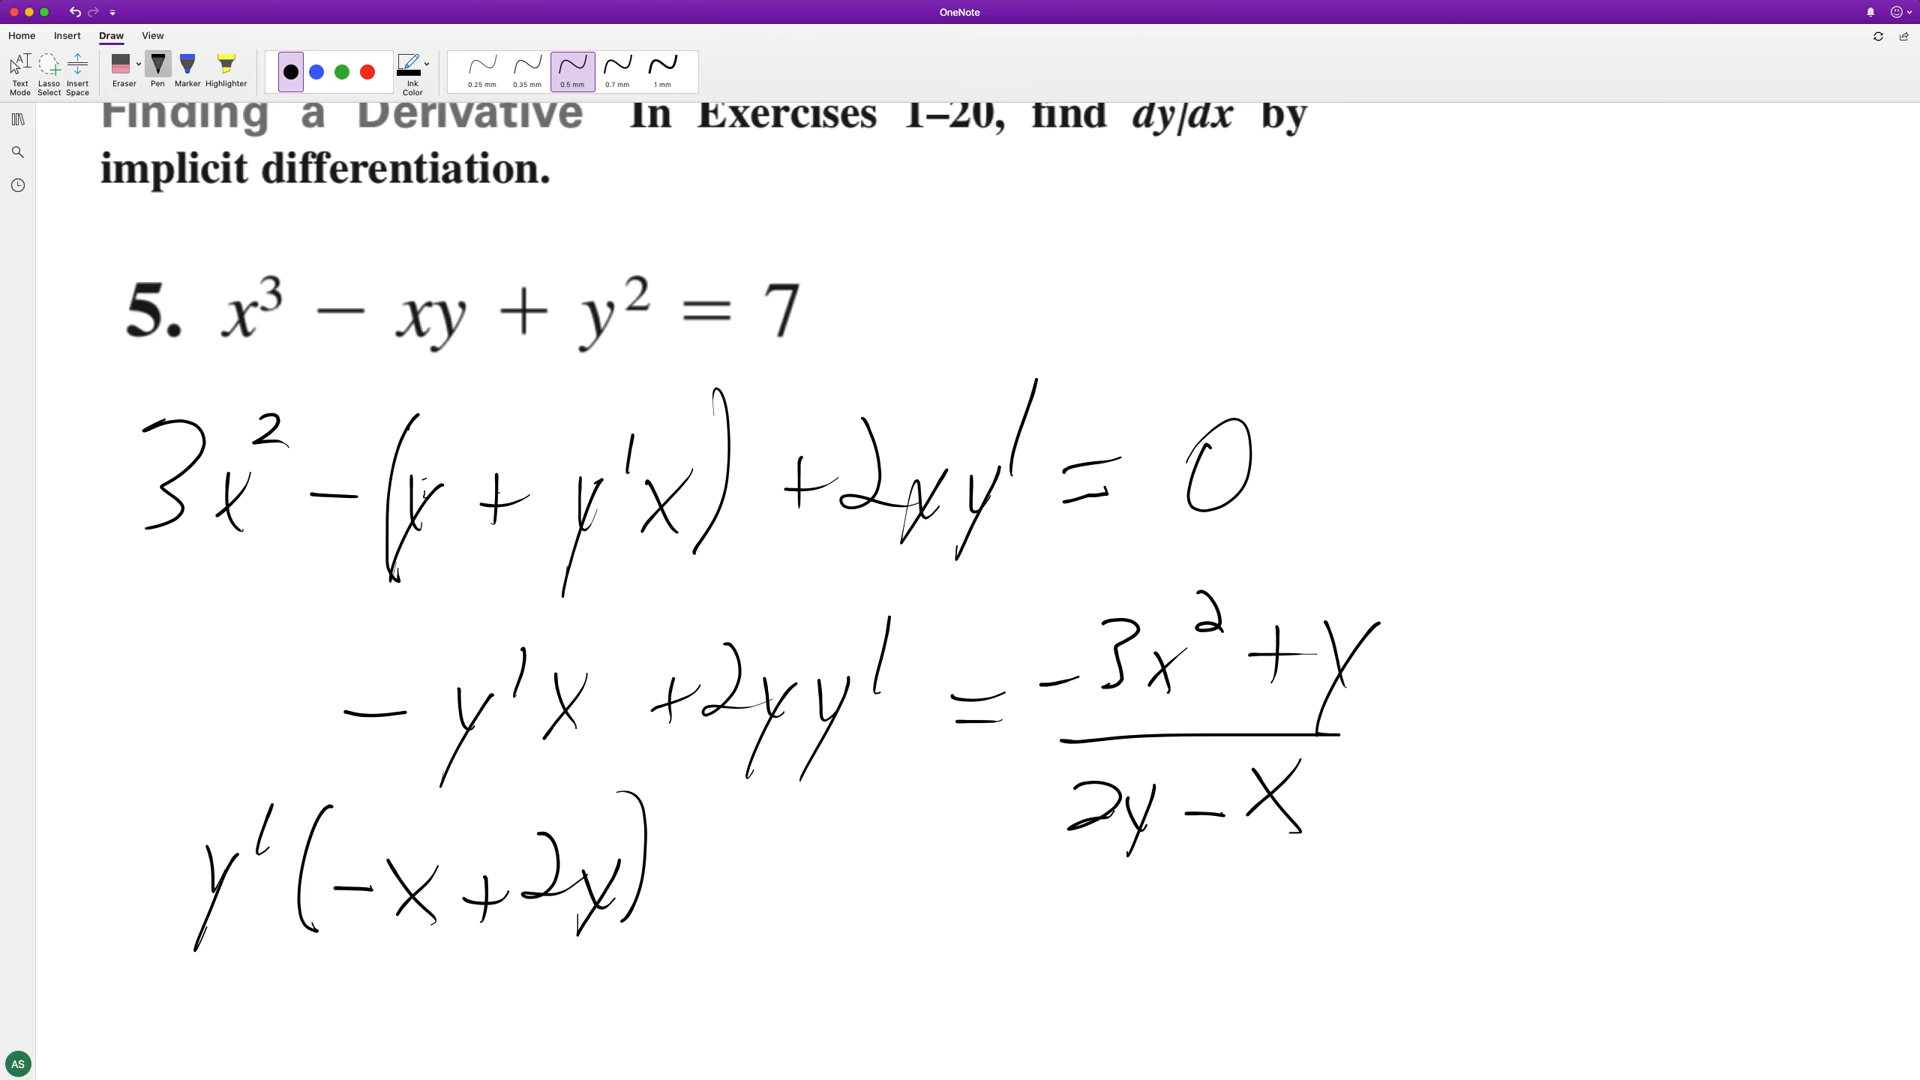 OneNote
Home Insert Draw View
Text Mode Lasso Select Insert Space Eraser Pen Marker Highlighter Ink Color 0.25 mm 0.35 mm 0.5 mm 0.7 mm 1 mm
Finding a Derivative In Exercises 1–20, find dy/dx by
implicit differentiation.
5. x³ − xy + y² = 7
3x² − (y + y'x) + 2yy' = 0
− y'x + 2yy' = −3x² + y
2y − x
y'(−x + 2y)
AS